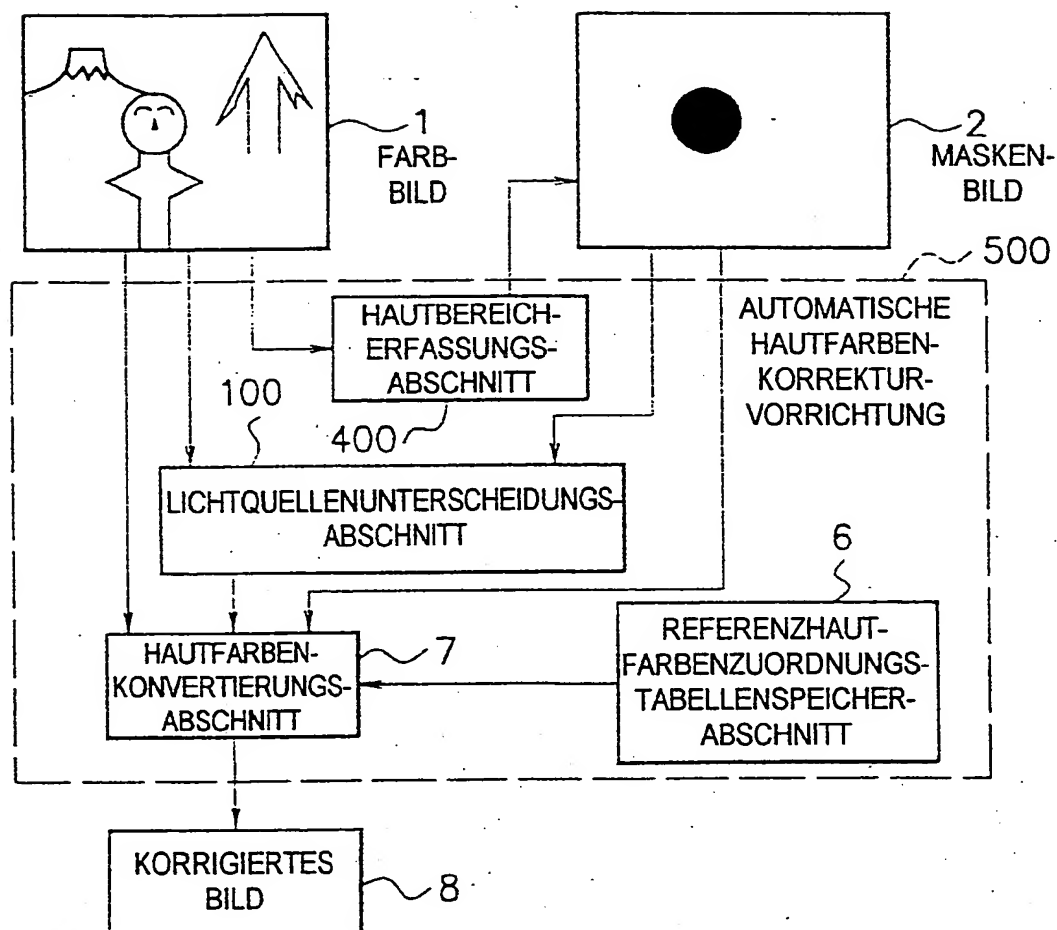 1
FARB-
BILD
2
MASKEN-
BILD
500
AUTOMATISCHE
HAUTFARBEN-
KORREKTUR-
VORRICHTUNG
HAUTBEREICH-
ERFASSUNGS-
ABSCHNITT
400
100
LICHTQUELLENUNTERSCHEIDUNGS-
ABSCHNITT
6
REFERENZHAUT-
FARBENZUORDNUNGS-
TABELLENSPEICHER-
ABSCHNITT
HAUTFARBEN-
KONVERTIERUNGS-
ABSCHNITT
7
KORRIGIERTES
BILD
8